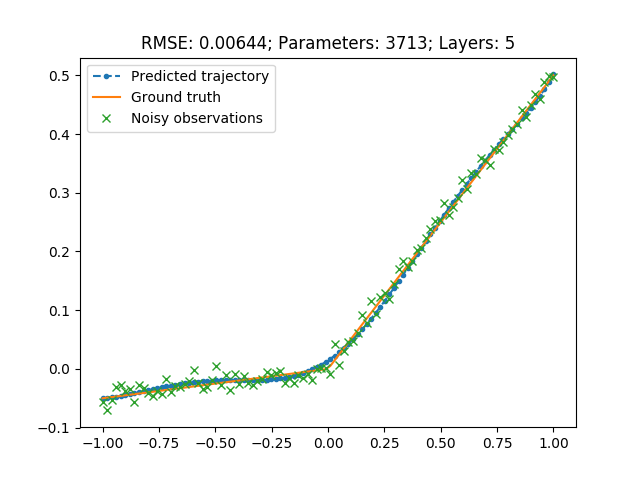 RMSE: 0.00644; Parameters: 3713; Layers: 5
Predicted trajectory
Ground truth
Noisy observations
0.5
0.4
0.3
0.2
0.1
0.0
−0.1
−1.00 −0.75 −0.50 −0.25 0.00 0.25 0.50 0.75 1.00